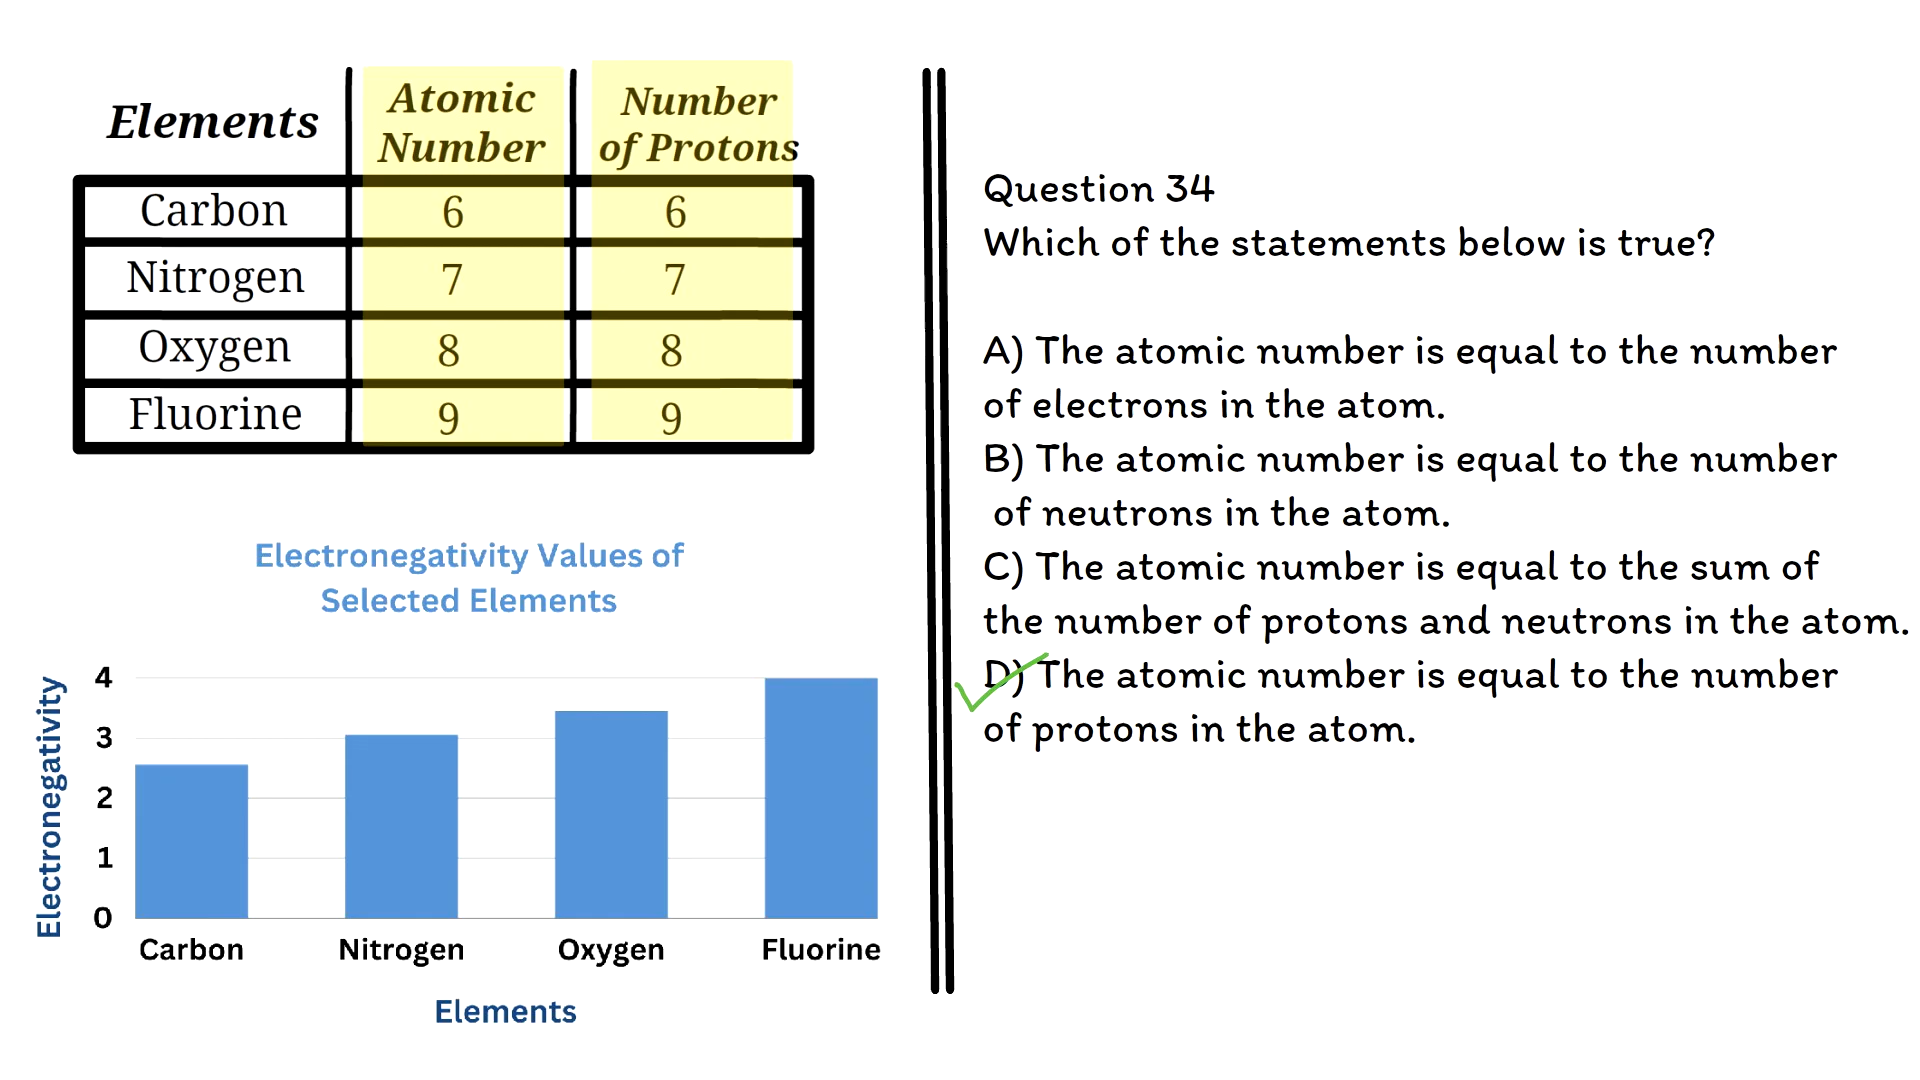 Elements Atomic Number Number of Protons
Carbon 6 6
Nitrogen 7 7
Oxygen 8 8
Fluorine 9 9
Electronegativity Values of
Selected Elements
Electronegativity
4
3
2
1
0
Carbon Nitrogen Oxygen Fluorine
Elements
Question 34
Which of the statements below is true?
A) The atomic number is equal to the number
of electrons in the atom.
B) The atomic number is equal to the number
of neutrons in the atom.
C) The atomic number is equal to the sum of
the number of protons and neutrons in the atom.
D) The atomic number is equal to the number
of protons in the atom.